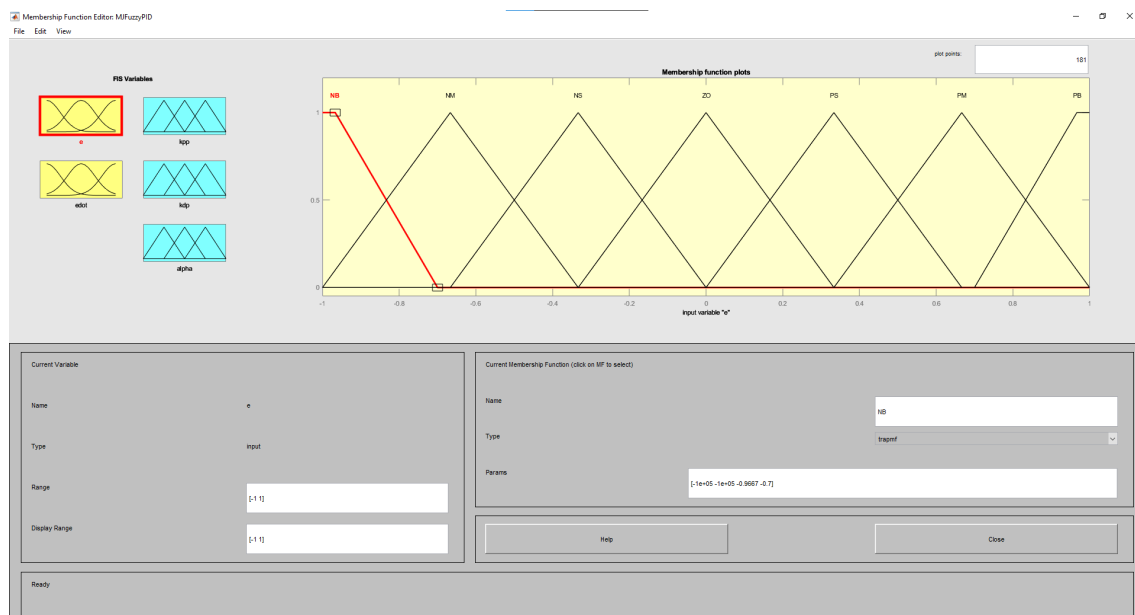 Membership Function Editor: MJFuzzyPID
File Edit View
plot points:
181
FIS Variables
Membership function plots
e
kpp
edot
kdp
alpha
NB NM NS ZO PS PM PB
1
0.5
0
-1 -0.8 -0.6 -0.4 -0.2 0 0.2 0.4 0.6 0.8 1
input variable "e"
Current Variable
Name e
Type input
Range [-1 1]
Display Range [-1 1]
Current Membership Function (click on MF to select)
Name NB
Type trapmf
Params [-1e+05 -1e+05 -0.9667 -0.7]
Help Close
Ready